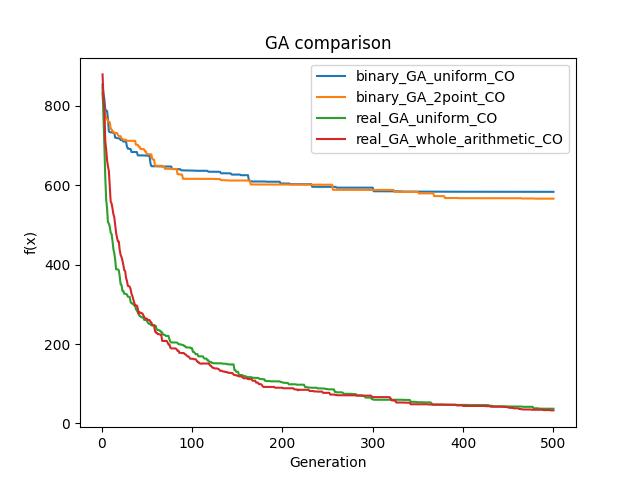 GA comparison
binary_GA_uniform_CO
binary_GA_2point_CO
real_GA_uniform_CO
real_GA_whole_arithmetic_CO
f(x)
800
600
400
200
0
0 100 200 300 400 500
Generation